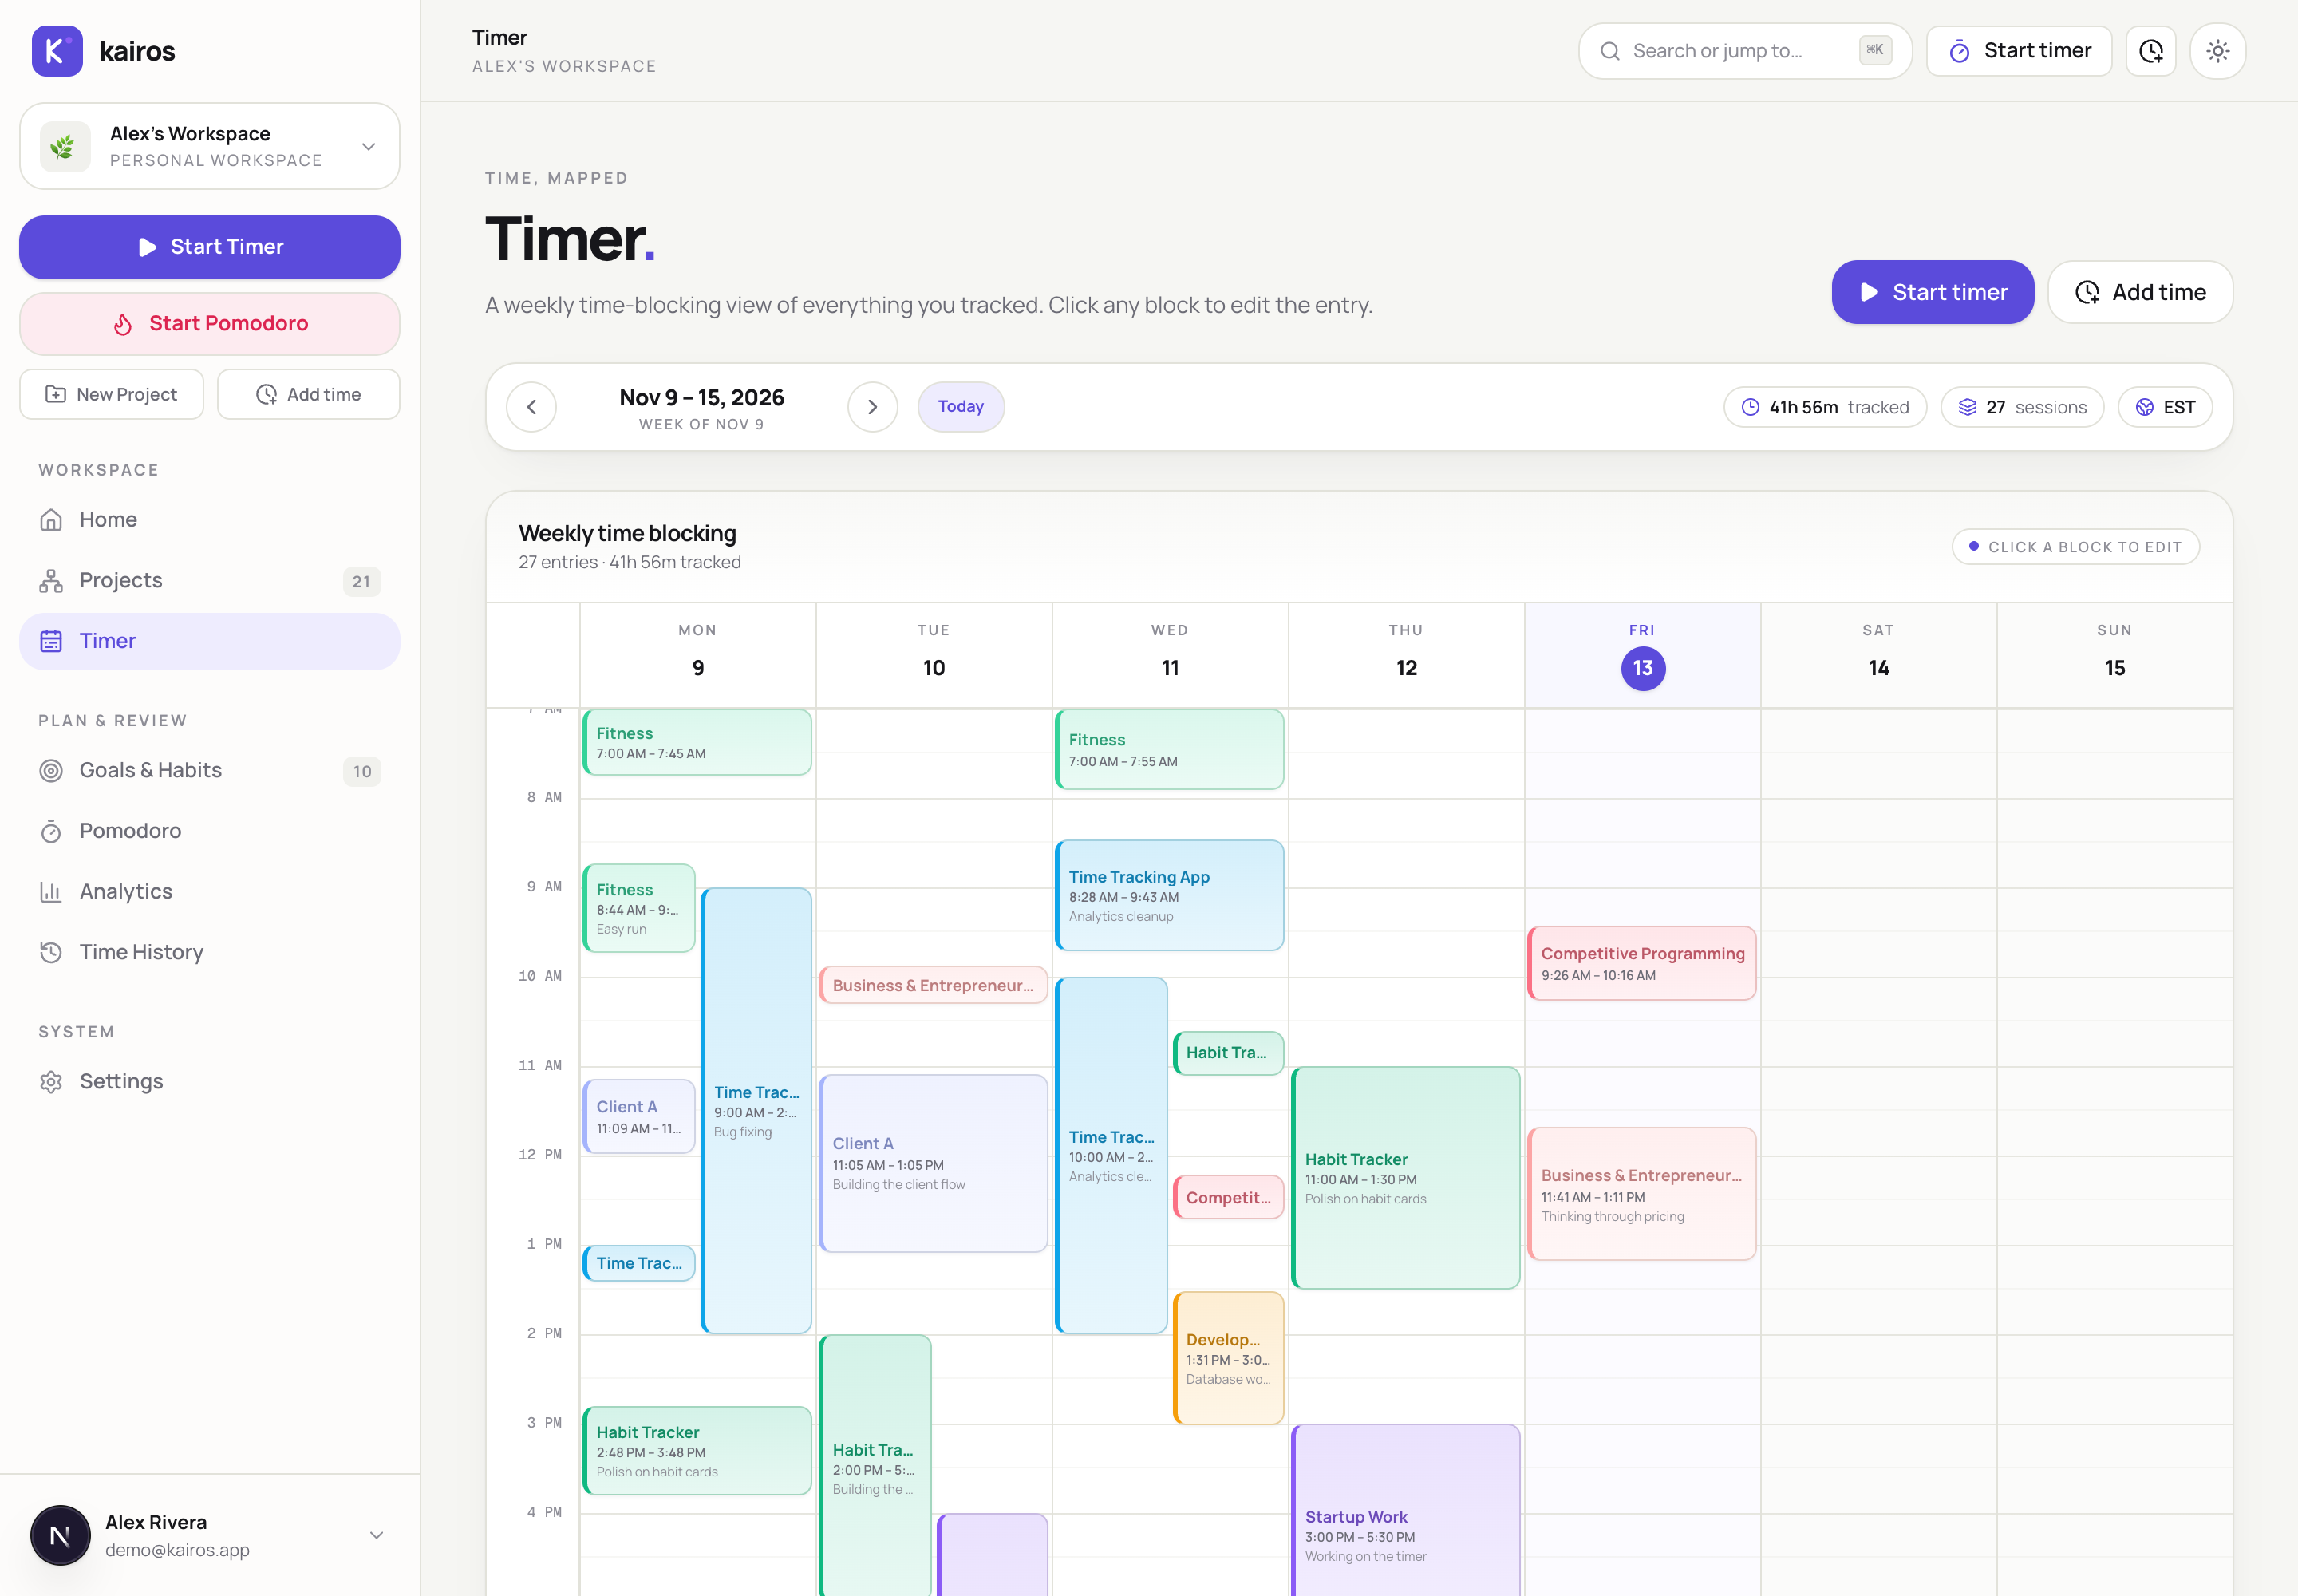 kairos
Alex's Workspace
PERSONAL WORKSPACE
Start Timer
Start Pomodoro
New Project
Add time
WORKSPACE
Home
Projects
21
Timer
PLAN & REVIEW
Goals & Habits
10
Pomodoro
Analytics
Time History
SYSTEM
Settings
Alex Rivera
demo@kairos.app
Timer
ALEX'S WORKSPACE
Search or jump to...
⌘K
Start timer
TIME, MAPPED
Timer.
A weekly time-blocking view of everything you tracked. Click any block to edit the entry.
Start timer
Add time
Nov 9 – 15, 2026
WEEK OF NOV 9
Today
41h 56m tracked
27 sessions
EST
Weekly time blocking
27 entries · 41h 56m tracked
CLICK A BLOCK TO EDIT
MON
9
TUE
10
WED
11
THU
12
FRI
13
SAT
14
SUN
15
7 AM
8 AM
9 AM
10 AM
11 AM
12 PM
1 PM
2 PM
3 PM
4 PM
Fitness
7:00 AM – 7:45 AM
Fitness
8:44 AM – 9:...
Easy run
Time Trac...
9:00 AM – 2:...
Bug fixing
Client A
11:09 AM – 11...
Time Trac...
Habit Tracker
2:48 PM – 3:48 PM
Polish on habit cards
Business & Entrepreneur...
Client A
11:05 AM – 1:05 PM
Building the client flow
Habit Tra...
2:00 PM – 5:...
Building the ...
Fitness
7:00 AM – 7:55 AM
Time Tracking App
8:28 AM – 9:43 AM
Analytics cleanup
Time Trac...
10:00 AM – 2...
Analytics cle...
Habit Tra...
Competit...
Develop...
1:31 PM – 3:0...
Database wo...
Habit Tracker
11:00 AM – 1:30 PM
Polish on habit cards
Startup Work
3:00 PM – 5:30 PM
Working on the timer
Competitive Programming
9:26 AM – 10:16 AM
Business & Entrepreneur...
11:41 AM – 1:11 PM
Thinking through pricing